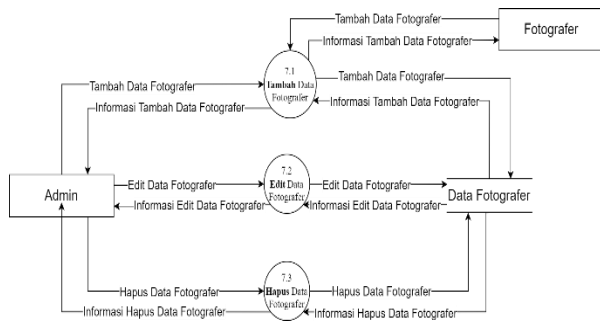 Tambah Data Fotografer
Fotografer
Informasi Tambah Data Fotografer
7.1
Tambah Data
Fotografer
Tambah Data Fotografer
Tambah Data Fotografer
Informasi Tambah Data Fotografer
Informasi Tambah Data Fotografer
7.2
Edit Data
Fotografer
Edit Data Fotografer
Edit Data Fotografer
Admin
Data Fotografer
Informasi Edit Data Fotografer
Informasi Edit Data Fotografer
7.3
Hapus Data
Fotografer
Hapus Data Fotografer
Hapus Data Fotografer
Informasi Hapus Data Fotografer
Informasi Hapus Data Fotografer